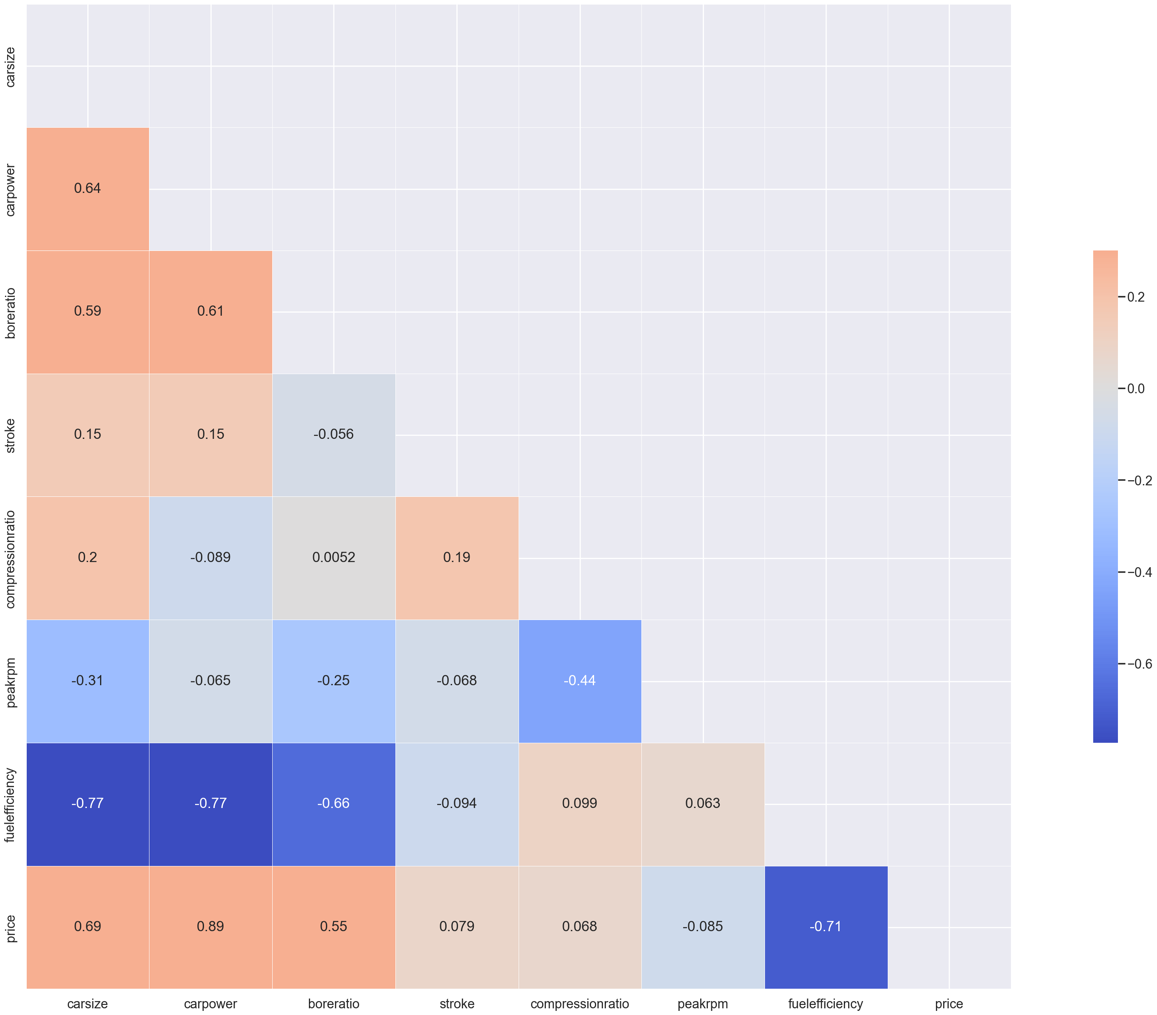 carsize
carpower
0.64
boreratio
0.59 0.61
0.2
stroke
0.15 0.15 -0.056
0.0
compressionratio
0.2 -0.089 0.0052 0.19
−0.2
−0.4
peakrpm
-0.31 -0.065 -0.25 -0.068 -0.44
−0.6
fuelefficiency
-0.77 -0.77 -0.66 -0.094 0.099 0.063
price
0.69 0.89 0.55 0.079 0.068 -0.085 -0.71
carsize carpower boreratio stroke compressionratio peakrpm fuelefficiency price